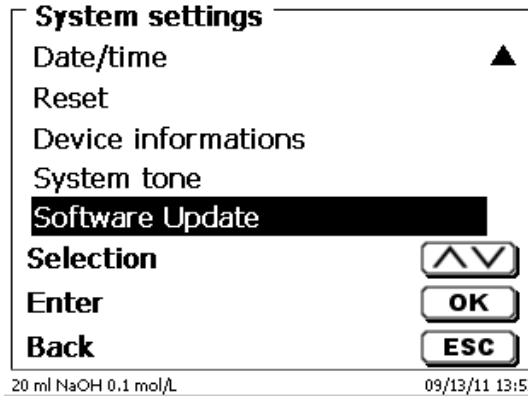 System settings
Date/time
Reset
Device informations
System tone
Software Update
Selection
Enter OK
Back ESC
20 ml NaOH 0.1 mol/L 09/13/11 13:5